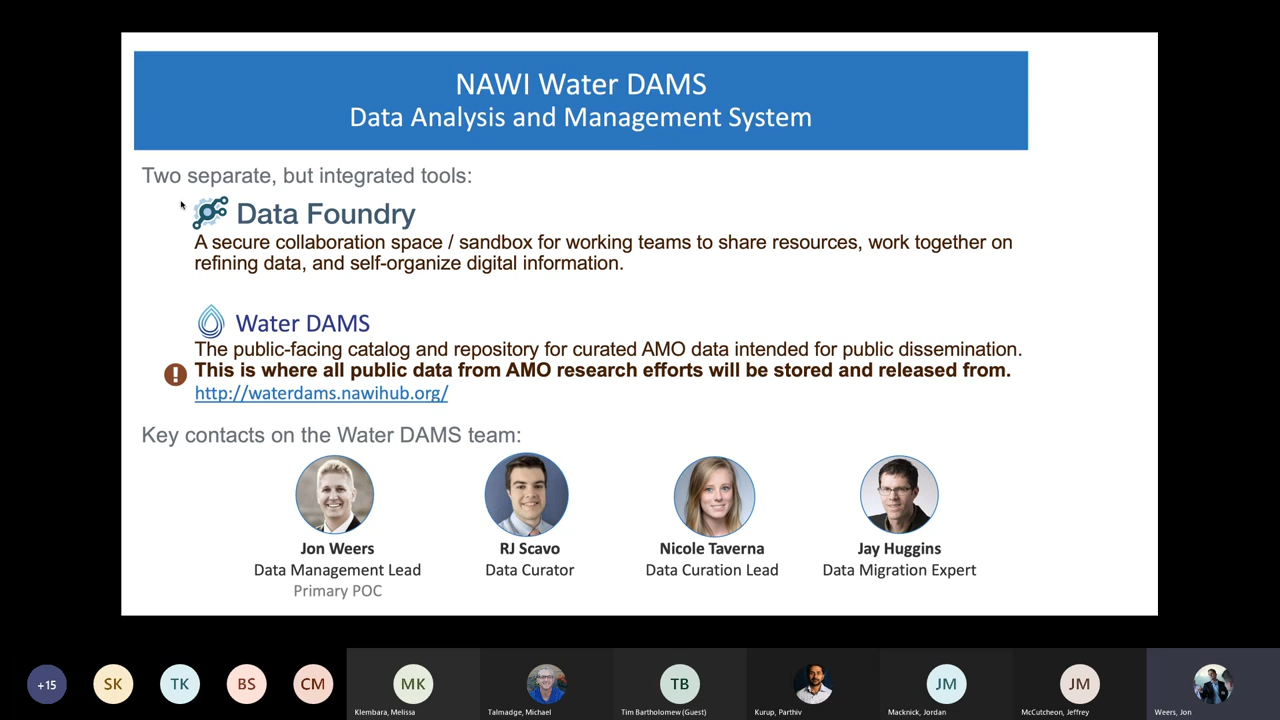 NAWI Water DAMS
Data Analysis and Management System
Two separate, but integrated tools:
Data Foundry
A secure collaboration space / sandbox for working teams to share resources, work together on
refining data, and self-organize digital information.
Water DAMS
The public-facing catalog and repository for curated AMO data intended for public dissemination.
This is where all public data from AMO research efforts will be stored and released from.
http://waterdams.nawihub.org/
Key contacts on the Water DAMS team:
Jon Weers
Data Management Lead
Primary POC
RJ Scavo
Data Curator
Nicole Taverna
Data Curation Lead
Jay Huggins
Data Migration Expert
+15
SK
TK
BS
CM
MK
Klembara, Melissa
Talmadge, Michael
TB
Tim Bartholomew (Guest)
Kurup, Parthiv
JM
Macknick, Jordan
JM
McCutcheon, Jeffrey
Weers, Jon